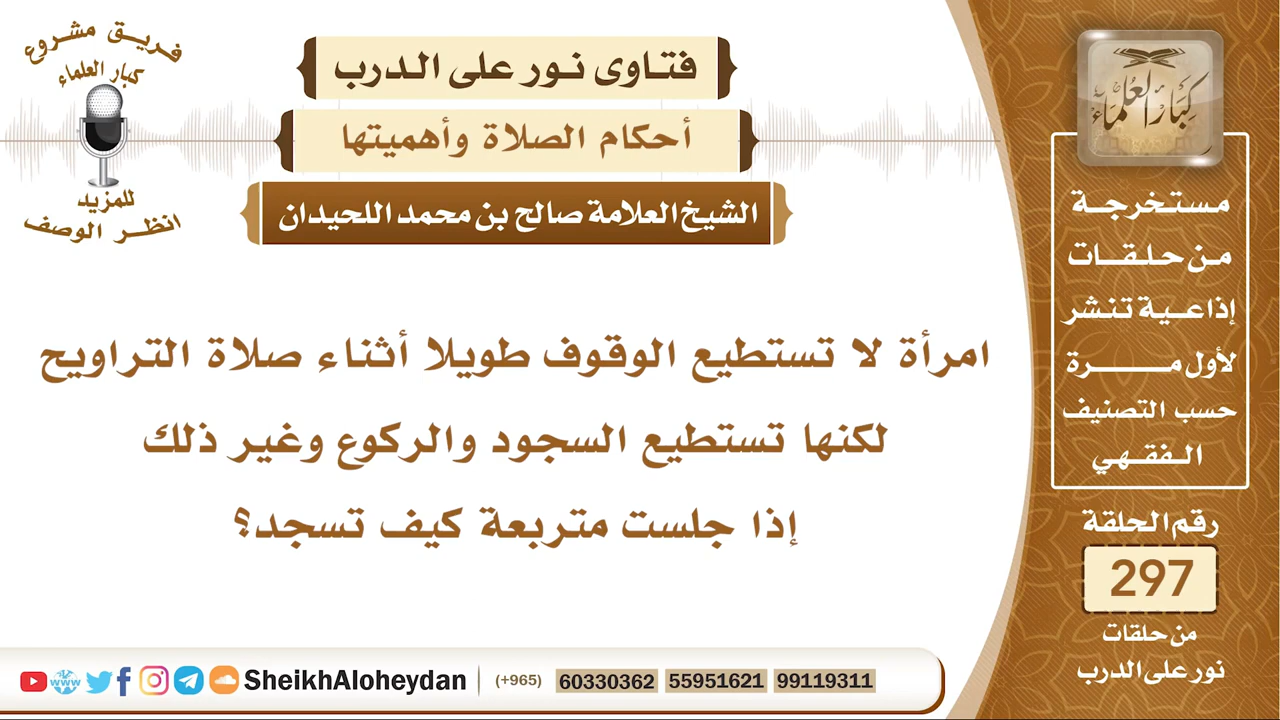 فريق مشروع
كبار العلماء
للمزيد
انظر الوصف
فتاوى نور على الدرب
أحكام الصلاة وأهميتها
الشيخ العلامة صالح بن محمد اللحيدان
امرأة لا تستطيع الوقوف طويلا أثناء صلاة التراويح
لكنها تستطيع السجود والركوع وغير ذلك
إذا جلست متربعة كيف تسجد؟
كبار العلماء
مستخرجة
من حلقات
إذاعية تنشر
لأول مرة
حسب التصنيف
الفقهي
رقم الحلقة
297
من حلقات
نور على الدرب
www SheikhAloheydan (+965) 60330362 55951621 99119311